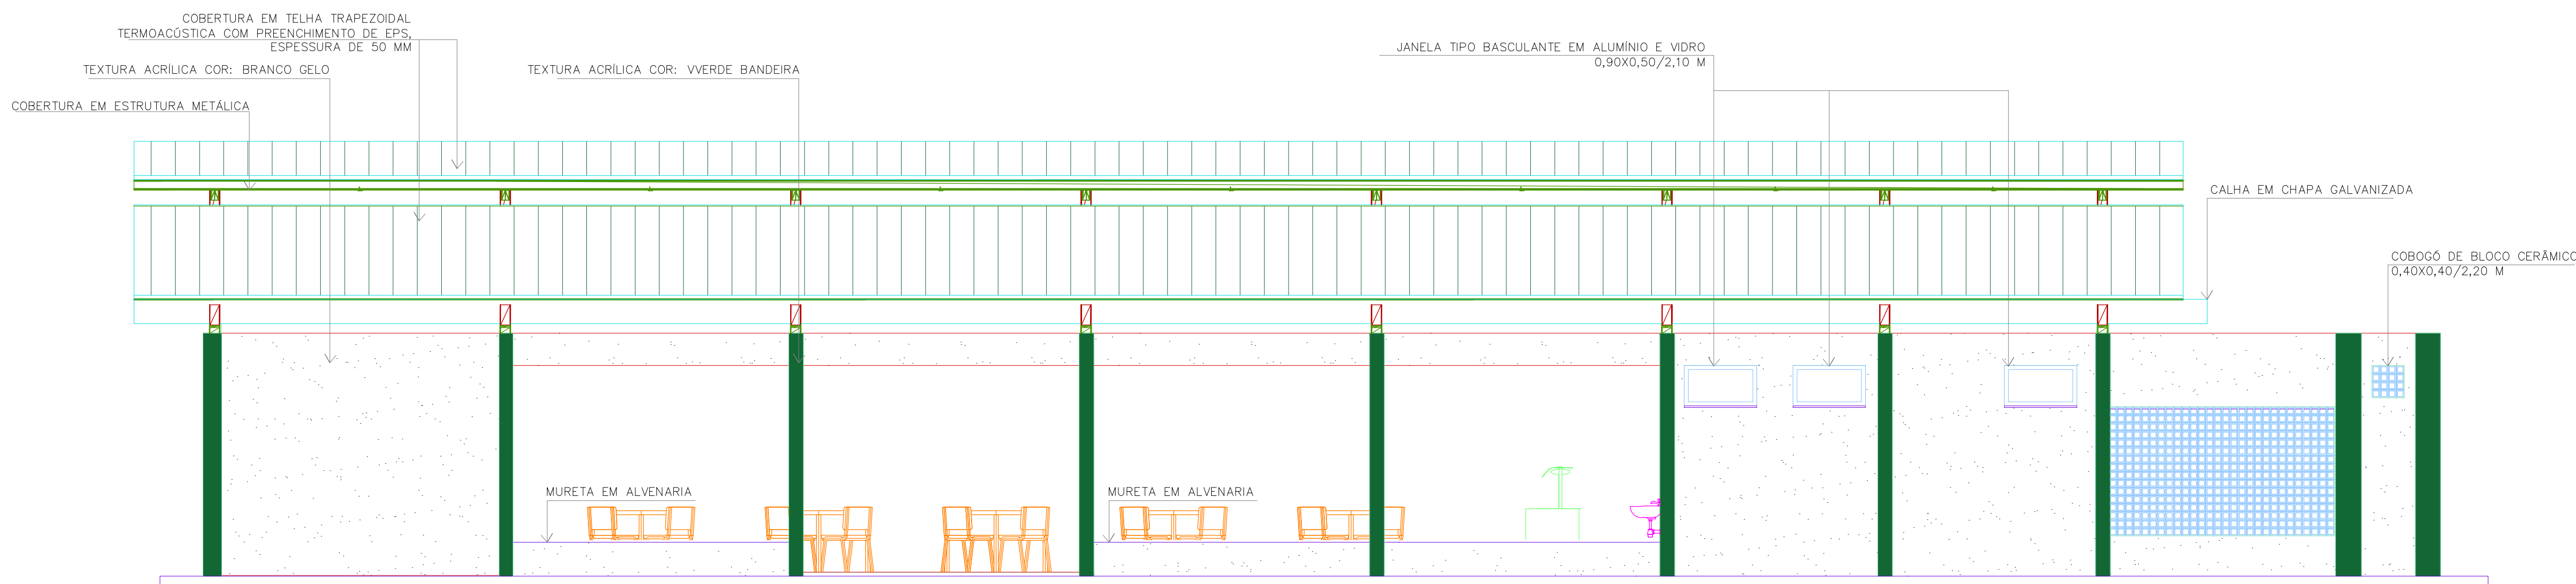 COBERTURA EM TELHA TRAPEZOIDAL
TERMOACÚSTICA COM PREENCHIMENTO DE EPS,
ESPESSURA DE 50 MM
TEXTURA ACRÍLICA COR: BRANCO GELO
COBERTURA EM ESTRUTURA METÁLICA
TEXTURA ACRÍLICA COR: VVERDE BANDEIRA
JANELA TIPO BASCULANTE EM ALUMÍNIO E VIDRO
0,90X0,50/2,10 M
CALHA EM CHAPA GALVANIZADA
COBOGÓ DE BLOCO CERÂMICO
0,40X0,40/2,20 M
MURETA EM ALVENARIA
MURETA EM ALVENARIA